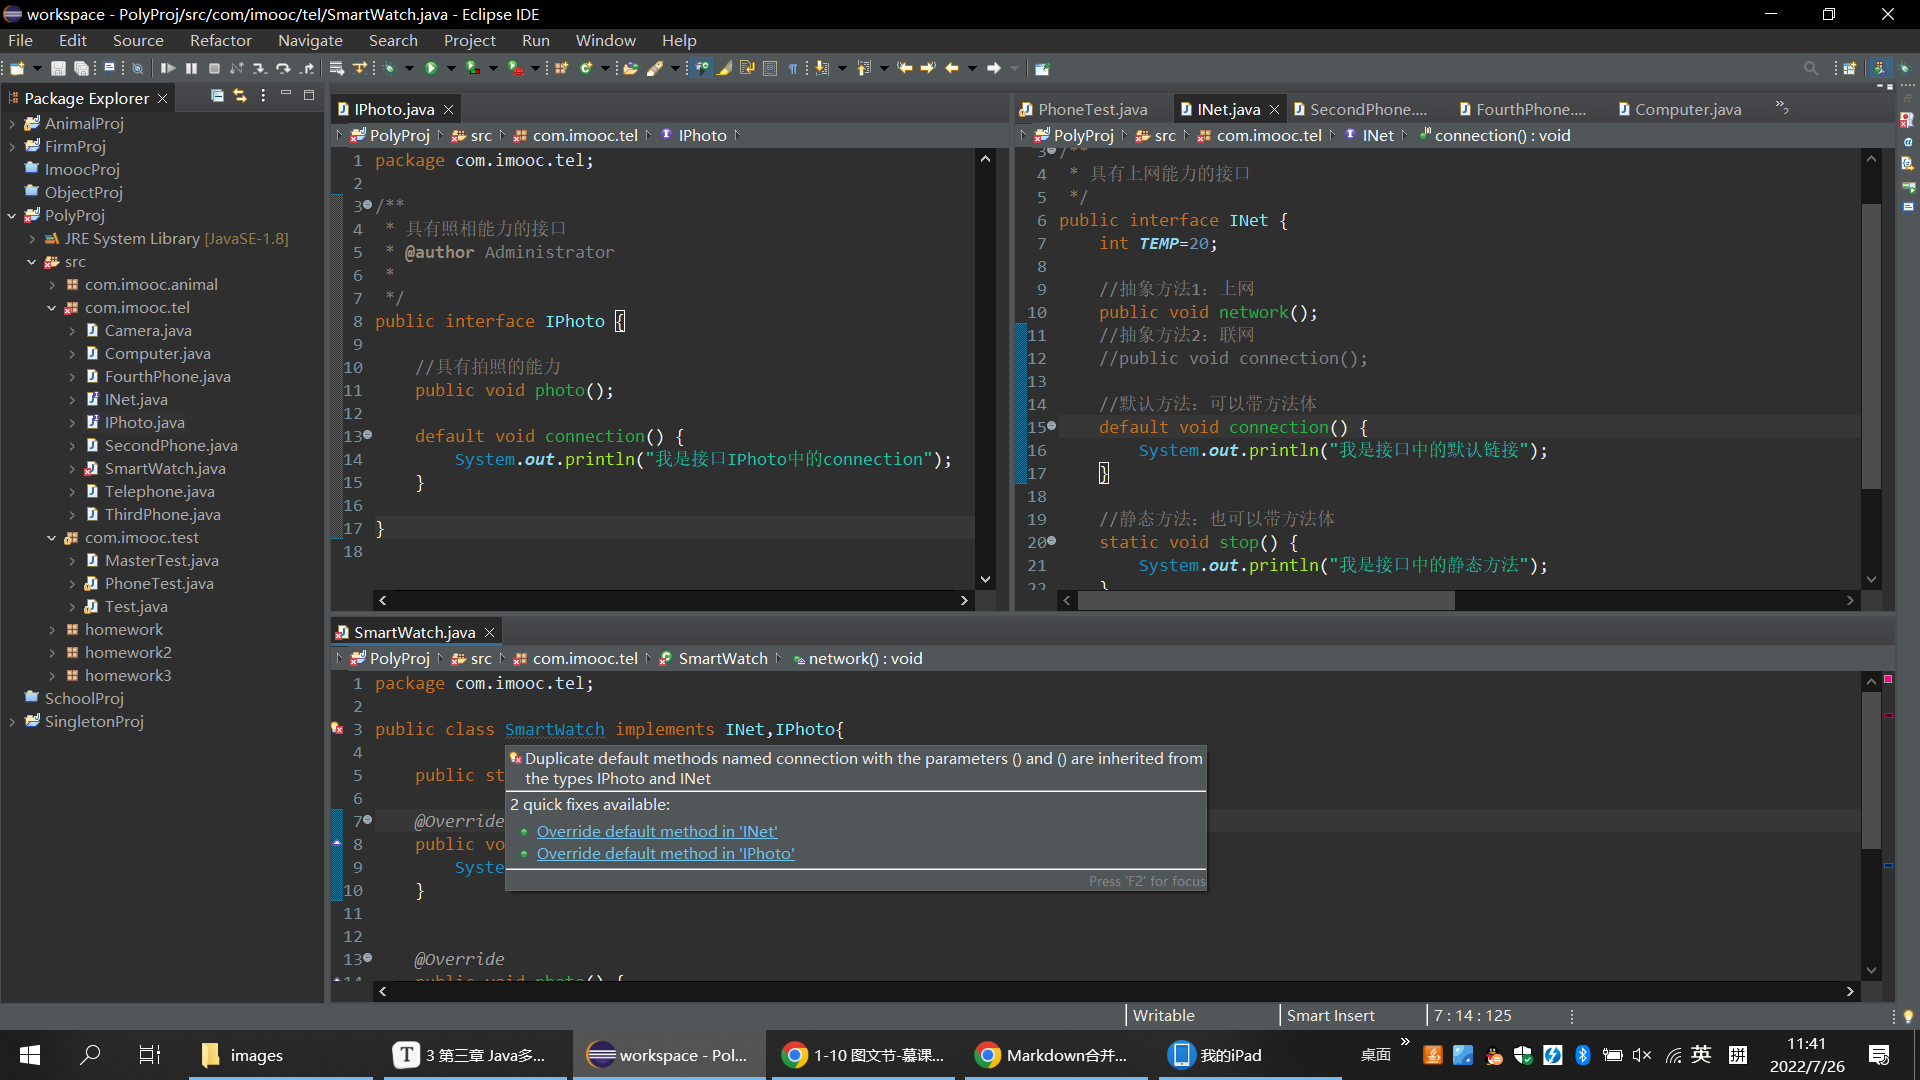 workspace - PolyProj/src/com/imooc/tel/SmartWatch.java - Eclipse IDE
File Edit Source Refactor Navigate Search Project Run Window Help
Package Explorer
AnimalProj
FirmProj
ImoocProj
ObjectProj
PolyProj
JRE System Library [JavaSE-1.8]
src
com.imooc.animal
com.imooc.tel
Camera.java
Computer.java
FourthPhone.java
INet.java
IPhoto.java
SecondPhone.java
SmartWatch.java
Telephone.java
ThirdPhone.java
com.imooc.test
MasterTest.java
PhoneTest.java
Test.java
homework
homework2
homework3
SchoolProj
SingletonProj
IPhoto.java
PolyProj src com.imooc.tel IPhoto
1 package com.imooc.tel;
2
3 /**
4 * 具有照相能力的接口
5 * @author Administrator
6 *
7 */
8 public interface IPhoto {
9
10 //具有拍照的能力
11 public void photo();
12
13 default void connection() {
14 System.out.println("我是接口IPhoto中的connection");
15 }
16
17 }
18
PhoneTest.java INet.java SecondPhone.... FourthPhone.... Computer.java »5
PolyProj src com.imooc.tel INet connection() : void
3 /**
4 * 具有上网能力的接口
5 */
6 public interface INet {
7 int TEMP=20;
8
9 //抽象方法1：上网
10 public void network();
11 //抽象方法2：联网
12 //public void connection();
13
14 //默认方法：可以带方法体
15 default void connection() {
16 System.out.println("我是接口中的默认链接");
17 }
18
19 //静态方法：也可以带方法体
20 static void stop() {
21 System.out.println("我是接口中的静态方法");
22 }
SmartWatch.java
PolyProj src com.imooc.tel SmartWatch network() : void
1 package com.imooc.tel;
2
3 public class SmartWatch implements INet,IPhoto{
4
5 public st
6
7 @Override
8 public vo
9 Syste
10 }
11
12
13 @Override
14 public void photo() {
Duplicate default methods named connection with the parameters () and () are inherited from
the types IPhoto and INet
2 quick fixes available:
Override default method in 'INet'
Override default method in 'IPhoto'
Press 'F2' for focus
Writable Smart Insert 7 : 14 : 125
images 3 第三章 Java多... workspace - Pol... 1-10 图文节-慕课... Markdown合并... 我的iPad 桌面 » 英 拼 11:41
2022/7/26